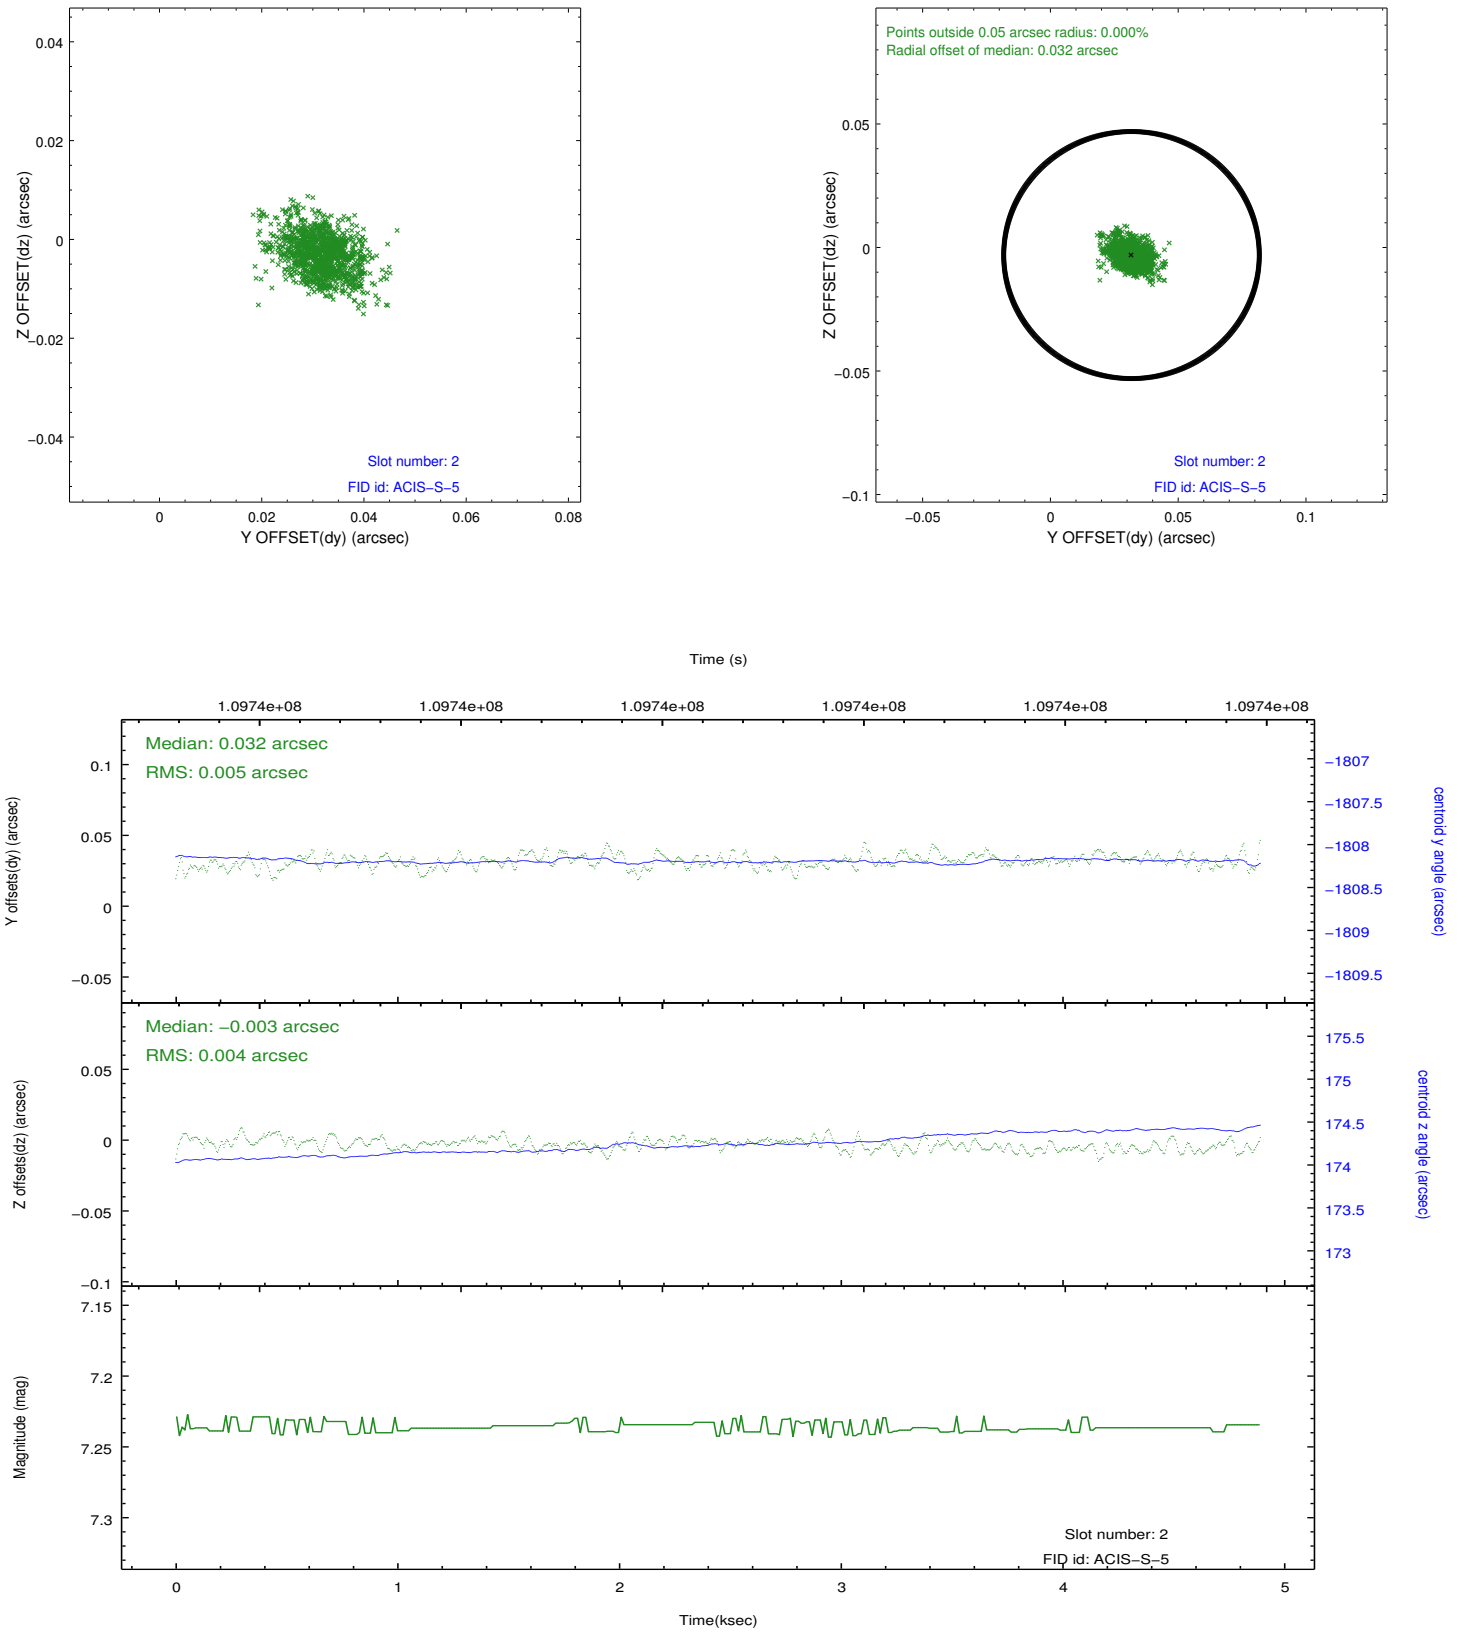 0.04
0.02
0
−0.02
−0.04
Z OFFSET(dz) (arcsec)
Slot number: 2
FID id: ACIS−S−5
0
0.02
0.04
0.06
0.08
Y OFFSET(dy) (arcsec)
Points outside 0.05 arcsec radius: 0.000%
Radial offset of median: 0.032 arcsec
0.05
0
−0.05
−0.1
Z OFFSET(dz) (arcsec)
Slot number: 2
FID id: ACIS−S−5
−0.05
0
0.05
0.1
Y OFFSET(dy) (arcsec)
Time (s)
1.0974e+08
1.0974e+08
1.0974e+08
1.0974e+08
1.0974e+08
1.0974e+08
Median: 0.032 arcsec
RMS: 0.005 arcsec
0.1
0.05
0
−0.05
Y offsets(dy) (arcsec)
−1807
−1807.5
−1808
−1808.5
−1809
−1809.5
centroid y angle (arcsec)
Median: −0.003 arcsec
RMS: 0.004 arcsec
0.05
0
−0.05
−0.1
Z offsets(dz) (arcsec)
175.5
175
174.5
174
173.5
173
centroid z angle (arcsec)
7.15
7.2
7.25
7.3
Magnitude (mag)
Slot number: 2
FID id: ACIS−S−5
0
1
2
3
4
5
Time(ksec)